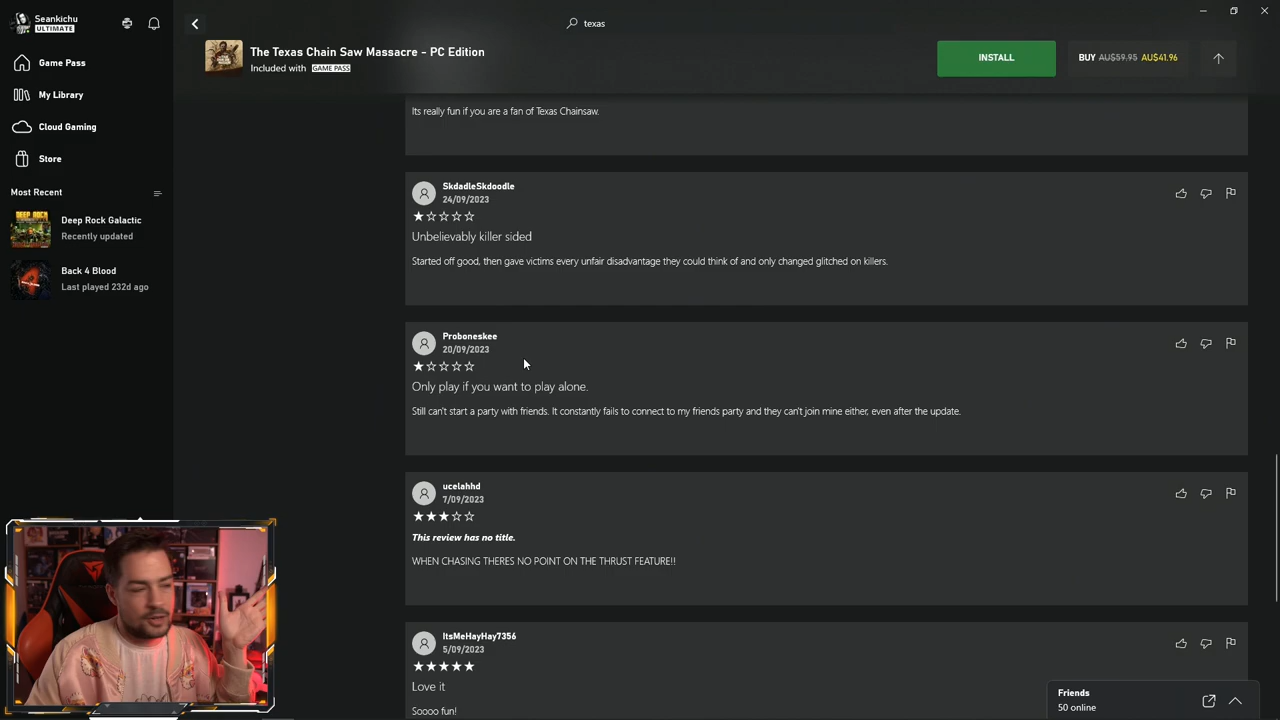 Seankichu
ULTIMATE
texas
Game Pass
My Library
Cloud Gaming
Store
Most Recent
Deep Rock Galactic
Recently updated
Back 4 Blood
Last played 232d ago
The Texas Chain Saw Massacre - PC Edition
Included with GAME PASS
INSTALL
BUY AU$59.95 AU$41.96
Its really fun if you are a fan of Texas Chainsaw.
SkdadleSkdoodle
24/09/2023
Unbelievably killer sided
Started off good, then gave victims every unfair disadvantage they could think of and only changed glitched on killers.
Proboneskee
20/09/2023
Only play if you want to play alone.
Still can't start a party with friends. It constantly fails to connect to my friends party and they can't join mine either, even after the update.
ucelahhd
7/09/2023
This review has no title.
WHEN CHASING THERES NO POINT ON THE THRUST FEATURE!!
ItsMeHayHay7356
5/09/2023
Love it
Soooo fun!
Friends
50 online